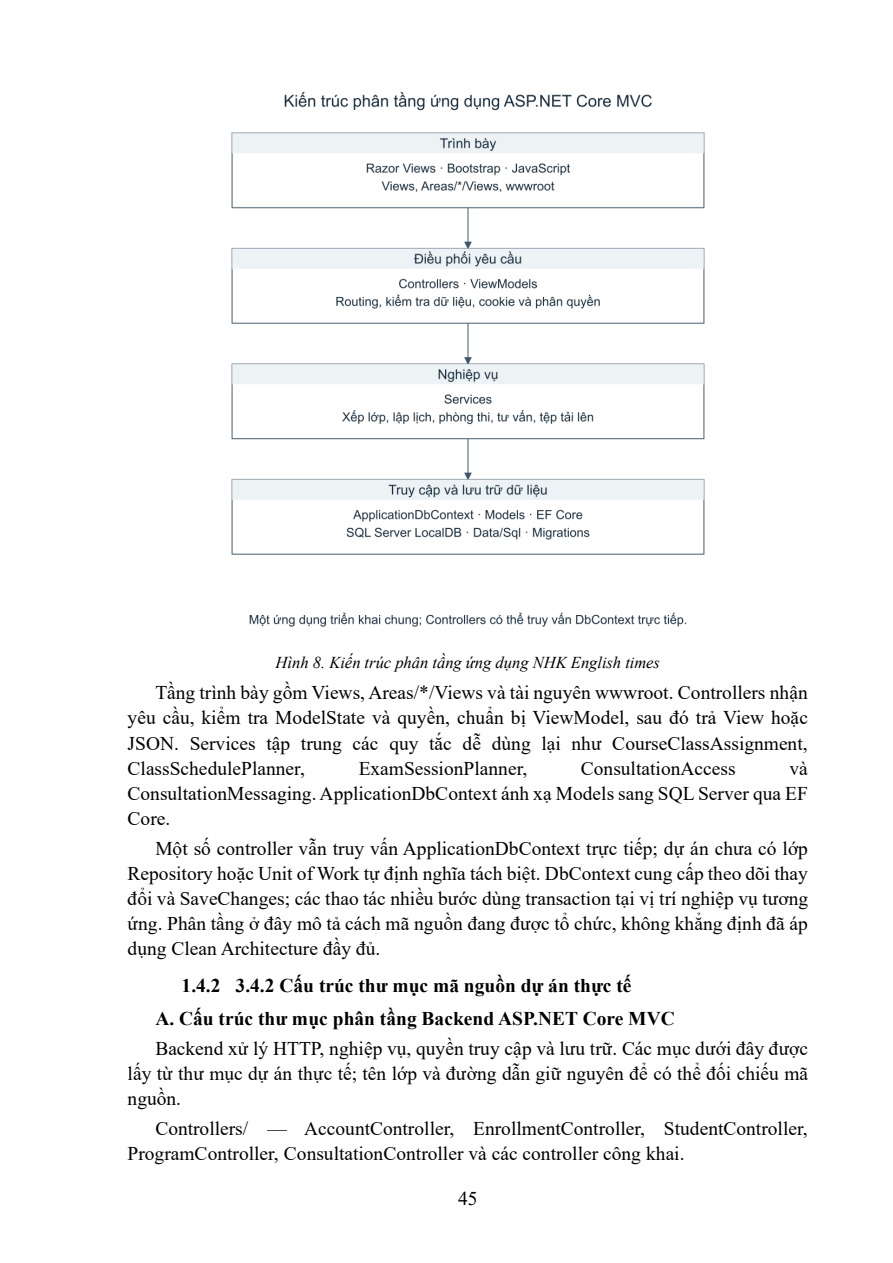 Kiến trúc phân tầng ứng dụng ASP.NET Core MVC
Trình bày
Razor Views · Bootstrap · JavaScript
Views, Areas/*/Views, wwwroot
Điều phối yêu cầu
Controllers · ViewModels
Routing, kiểm tra dữ liệu, cookie và phân quyền
Nghiệp vụ
Services
Xếp lớp, lập lịch, phòng thi, tư vấn, tệp tải lên
Truy cập và lưu trữ dữ liệu
ApplicationDbContext · Models · EF Core
SQL Server LocalDB · Data/Sql · Migrations
Một ứng dụng triển khai chung; Controllers có thể truy vấn DbContext trực tiếp.
Hình 8. Kiến trúc phân tầng ứng dụng NHK English times
Tầng trình bày gồm Views, Areas/*/Views và tài nguyên wwwroot. Controllers nhận
yêu cầu, kiểm tra ModelState và quyền, chuẩn bị ViewModel, sau đó trả View hoặc
JSON. Services tập trung các quy tắc dễ dùng lại như CourseClassAssignment,
ClassSchedulePlanner, ExamSessionPlanner, ConsultationAccess và
ConsultationMessaging. ApplicationDbContext ánh xạ Models sang SQL Server qua EF
Core.
Một số controller vẫn truy vấn ApplicationDbContext trực tiếp; dự án chưa có lớp
Repository hoặc Unit of Work tự định nghĩa tách biệt. DbContext cung cấp theo dõi thay
đổi và SaveChanges; các thao tác nhiều bước dùng transaction tại vị trí nghiệp vụ tương
ứng. Phân tầng ở đây mô tả cách mã nguồn đang được tổ chức, không khẳng định đã áp
dụng Clean Architecture đầy đủ.
1.4.2 3.4.2 Cấu trúc thư mục mã nguồn dự án thực tế
A. Cấu trúc thư mục phân tầng Backend ASP.NET Core MVC
Backend xử lý HTTP, nghiệp vụ, quyền truy cập và lưu trữ. Các mục dưới đây được
lấy từ thư mục dự án thực tế; tên lớp và đường dẫn giữ nguyên để có thể đối chiếu mã
nguồn.
Controllers/ — AccountController, EnrollmentController, StudentController,
ProgramController, ConsultationController và các controller công khai.
45